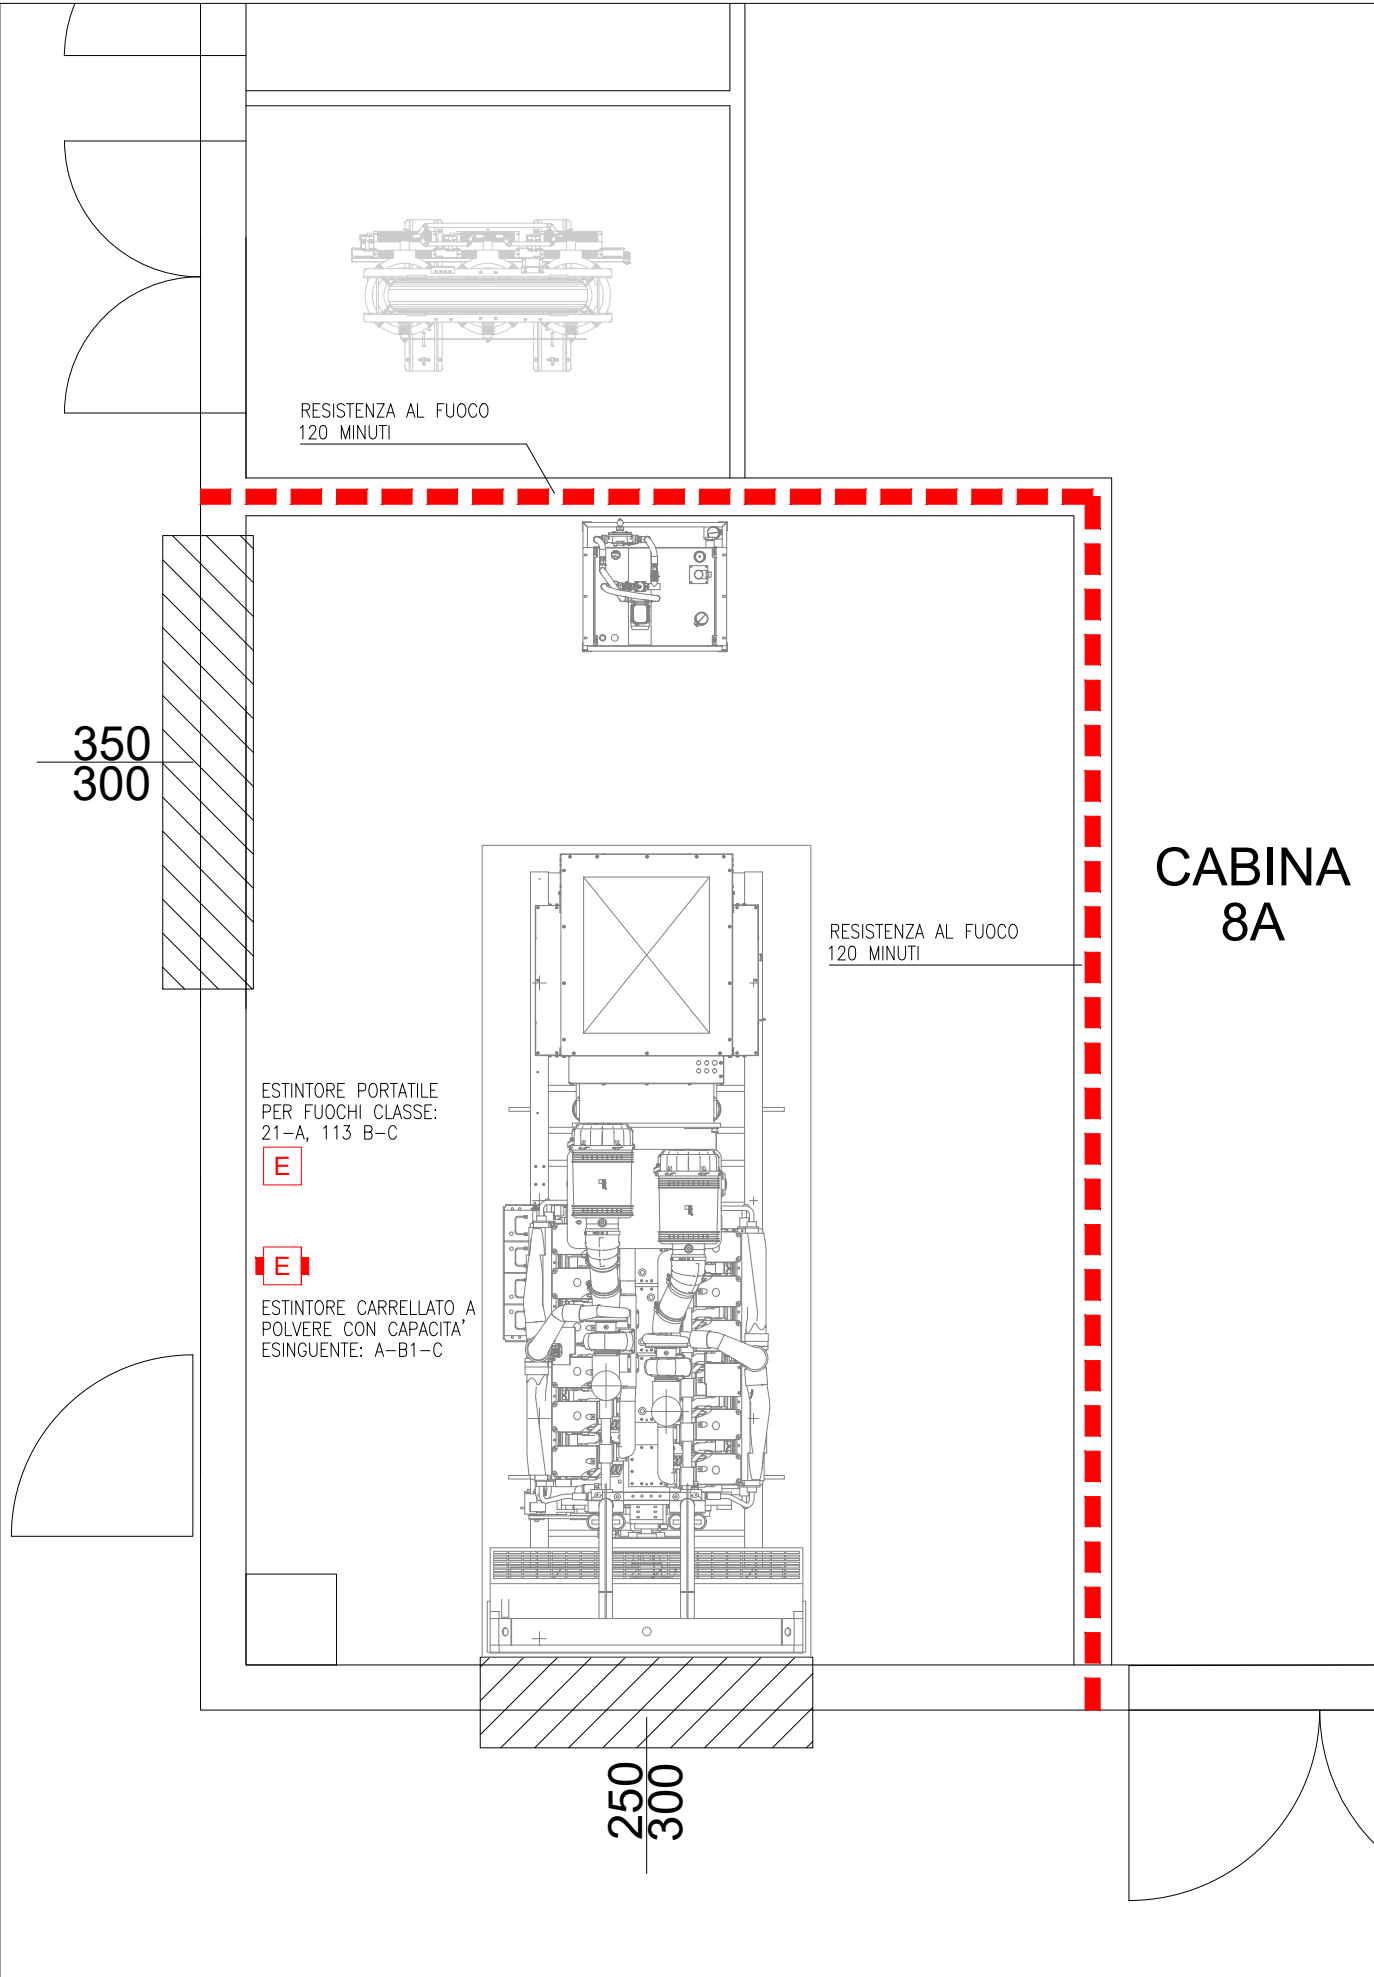 RESISTENZA AL FUOCO
120 MINUTI
350
300
CABINA
8A
RESISTENZA AL FUOCO
120 MINUTI
ESTINTORE PORTATILE
PER FUOCHI CLASSE:
21-A, 113 B-C
E
E
ESTINTORE CARRELLATO A
POLVERE CON CAPACITA'
ESINGUENTE: A-B1-C
250
300